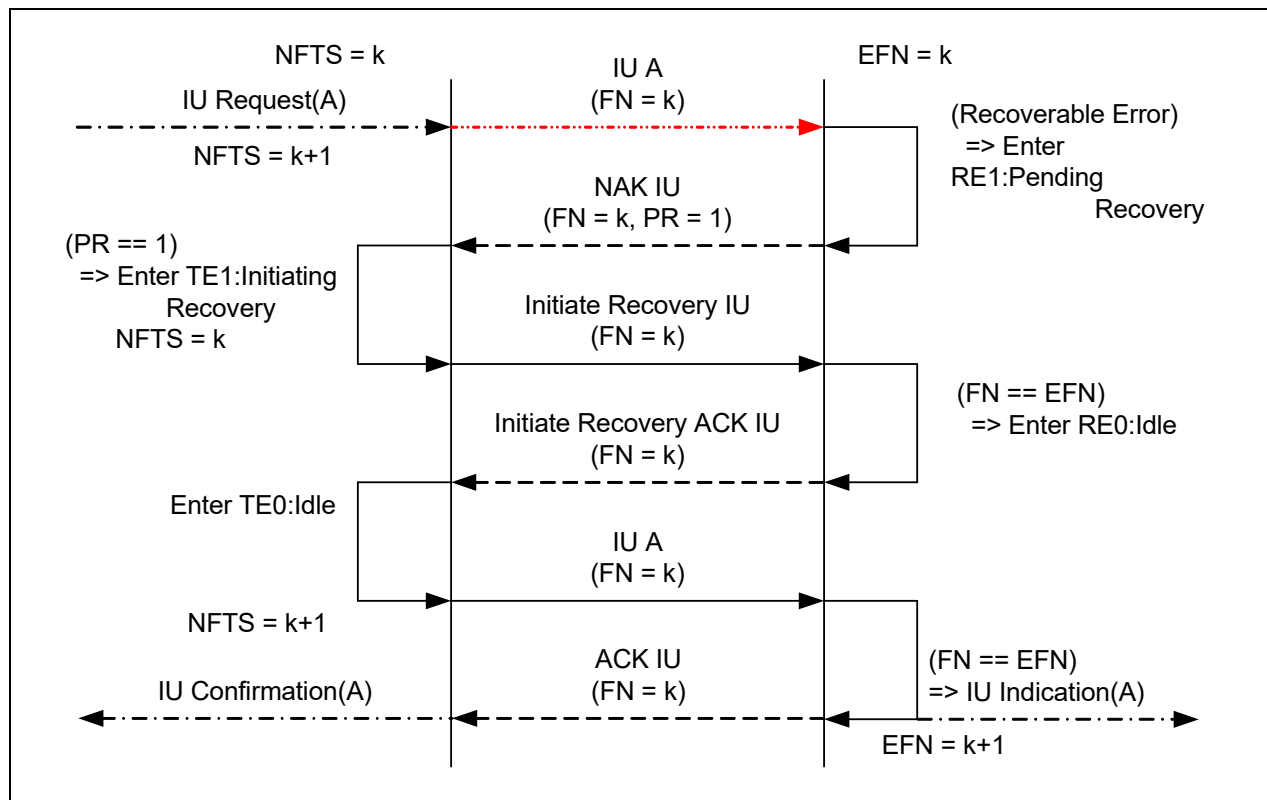 NFTS = k
EFN = k
IU A
(FN = k)
IU Request(A)
NFTS = k+1
(Recoverable Error)
=> Enter
RE1:Pending
Recovery
NAK IU
(FN = k, PR = 1)
(PR == 1)
=> Enter TE1:Initiating
Recovery
NFTS = k
Initiate Recovery IU
(FN = k)
(FN == EFN)
=> Enter RE0:Idle
Initiate Recovery ACK IU
(FN = k)
Enter TE0:Idle
IU A
(FN = k)
NFTS = k+1
ACK IU
(FN = k)
(FN == EFN)
=> IU Indication(A)
IU Confirmation(A)
EFN = k+1